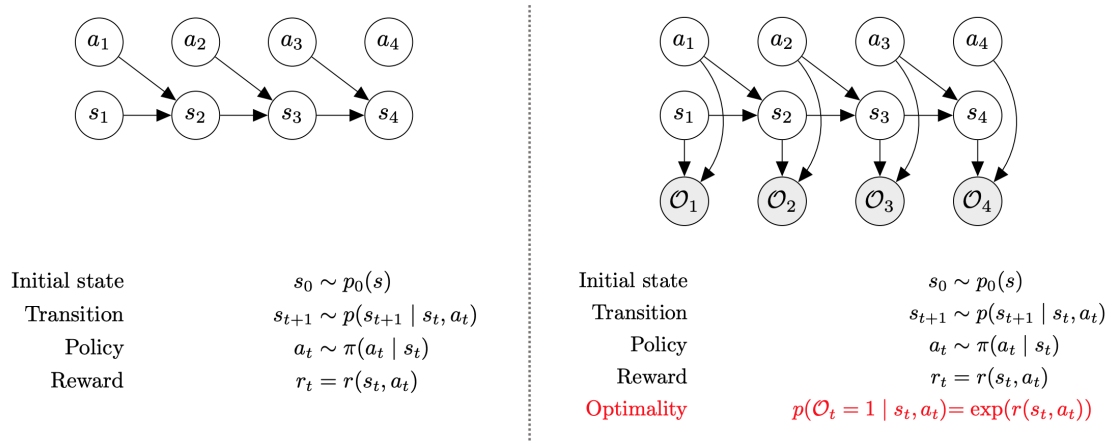 a₁ a₂ a₃ a₄
s₁ s₂ s₃ s₄
Initial state s₀ ∼ p₀(s)
Transition sₜ₊₁ ∼ p(sₜ₊₁ | sₜ, aₜ)
Policy aₜ ∼ π(aₜ | sₜ)
Reward rₜ = r(sₜ, aₜ)
a₁ a₂ a₃ a₄
s₁ s₂ s₃ s₄
𝒪₁ 𝒪₂ 𝒪₃ 𝒪₄
Initial state s₀ ∼ p₀(s)
Transition sₜ₊₁ ∼ p(sₜ₊₁ | sₜ, aₜ)
Policy aₜ ∼ π(aₜ | sₜ)
Reward rₜ = r(sₜ, aₜ)
Optimality p(𝒪ₜ = 1 | sₜ, aₜ)= exp(r(sₜ, aₜ))